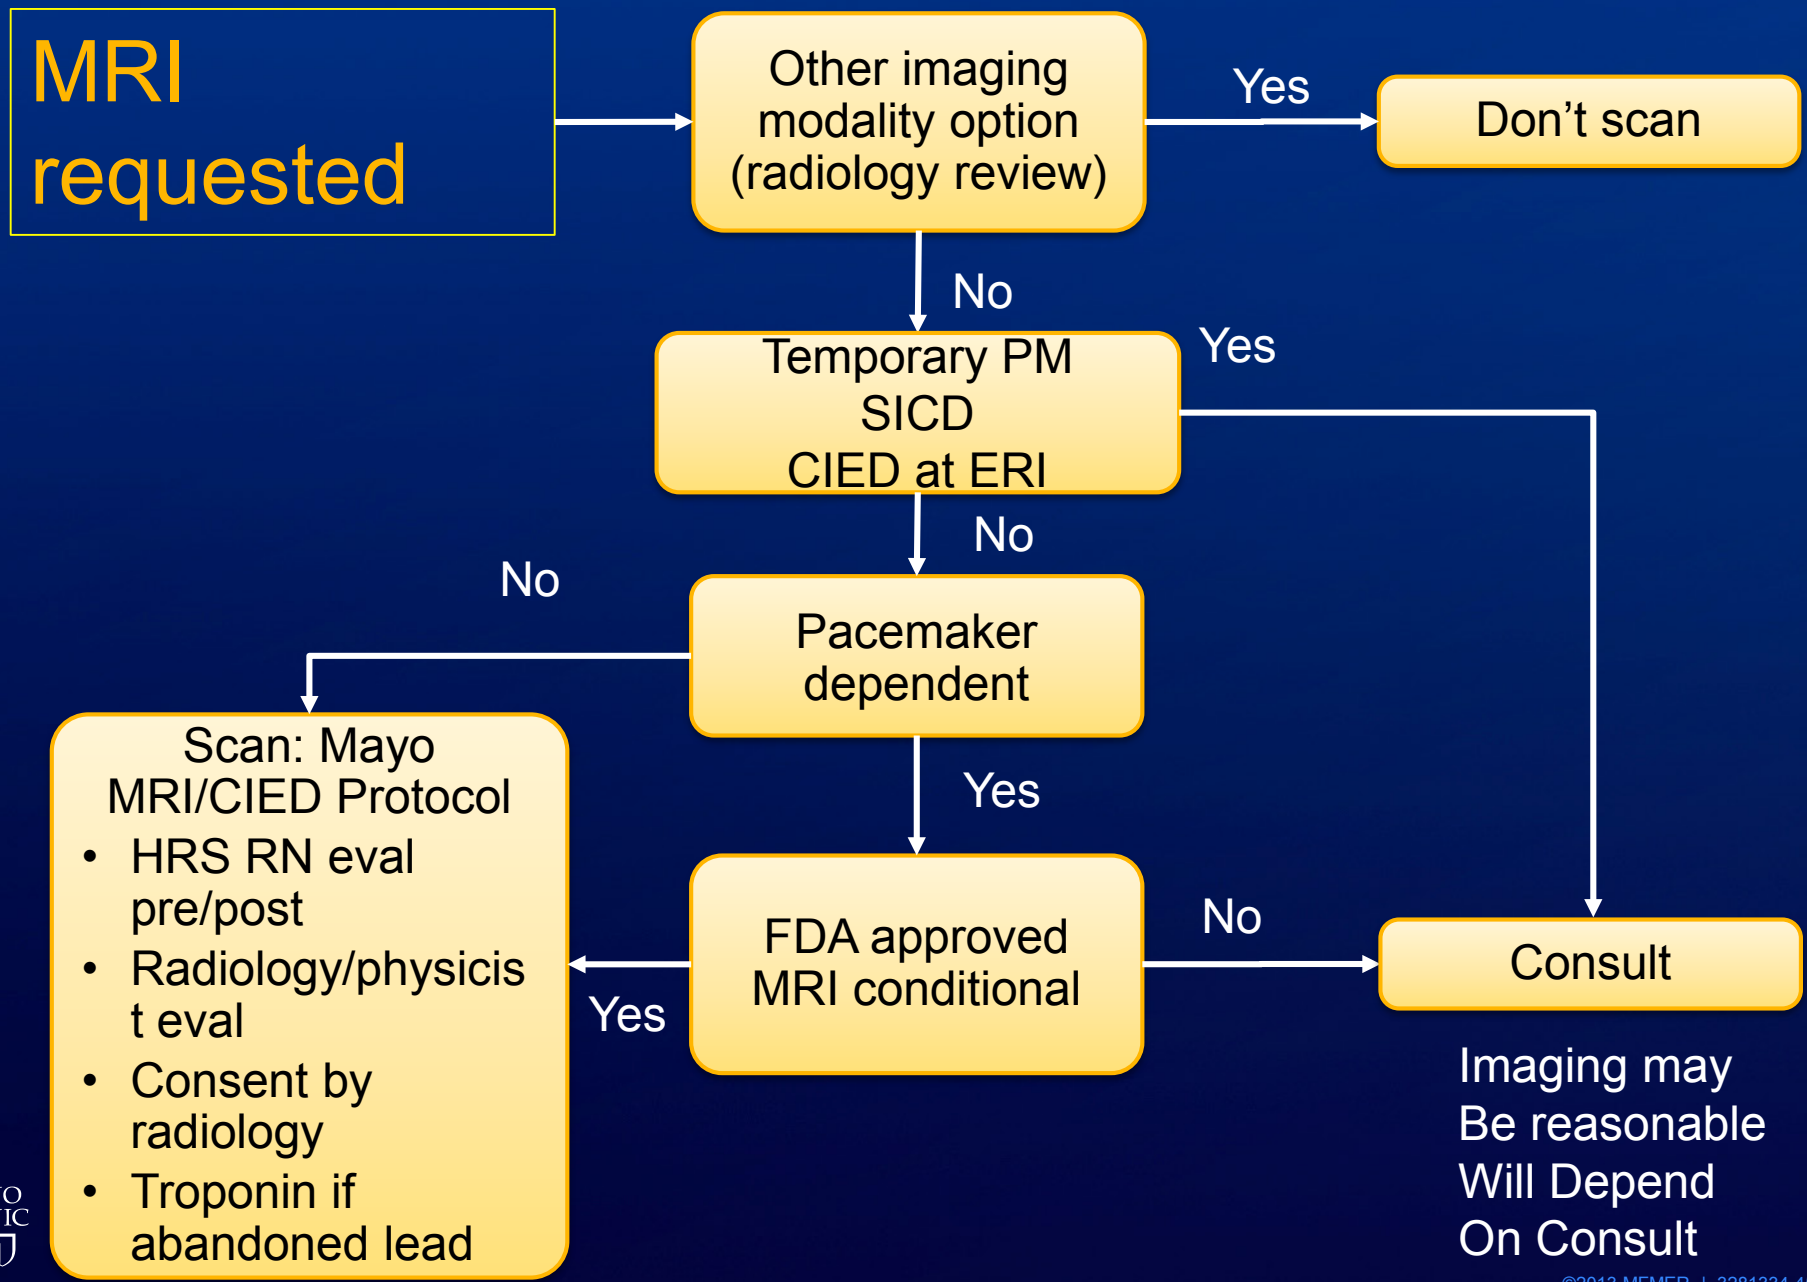 MRI
requested
Other imaging
modality option
(radiology review)
Yes
Don't scan
No
Temporary PM
SICD
CIED at ERI
Yes
No
No
Pacemaker
dependent
Scan: Mayo
MRI/CIED Protocol
• HRS RN eval
pre/post
• Radiology/physicis
t eval
• Consent by
radiology
• Troponin if
abandoned lead
Yes
FDA approved
MRI conditional
Yes
No
Consult
Imaging may
Be reasonable
Will Depend
On Consult